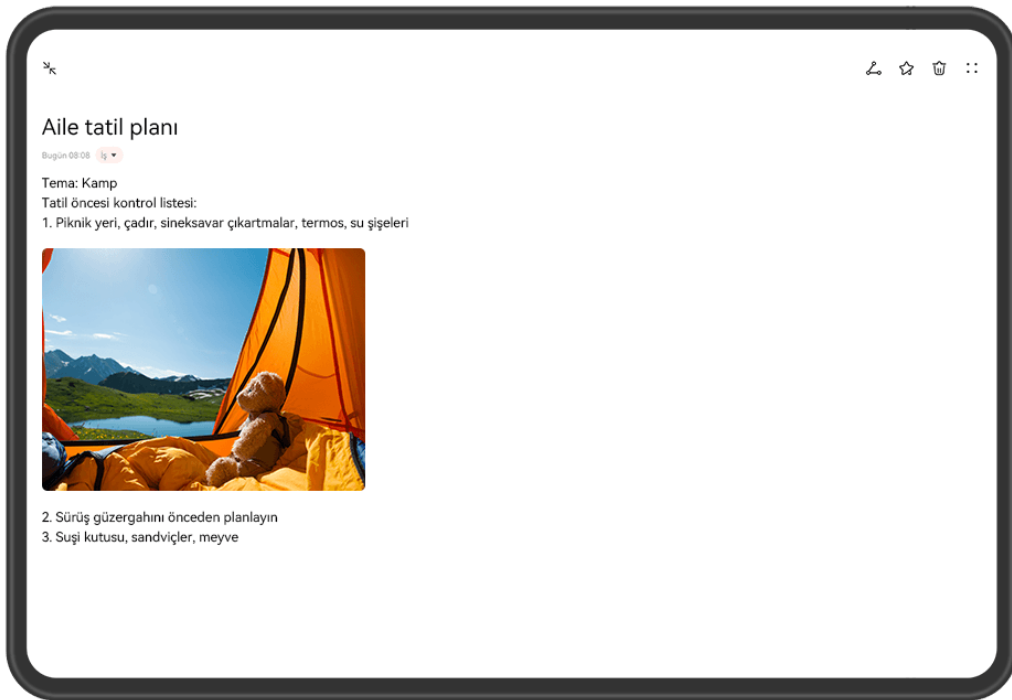 Aile tatil planı
Bugün 08:08 İş
Tema: Kamp
Tatil öncesi kontrol listesi:
1. Piknik yeri, çadır, sineksavar çıkartmalar, termos, su şişeleri
2. Sürüş güzergahını önceden planlayın
3. Suşi kutusu, sandviçler, meyve